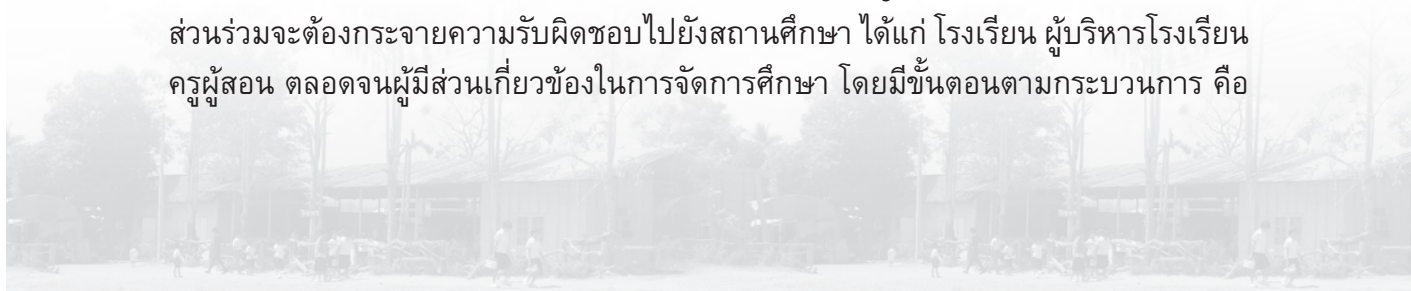 ส่วนร่วมจะต้องกระจายความรับผิดชอบไปยังสถานศึกษา ได้แก่ โรงเรียน ผู้บริหารโรงเรียน
ครูผู้สอน ตลอดจนผู้มีส่วนเกี่ยวข้องในการจัดการศึกษา โดยมีขั้นตอนตามกระบวนการ คือ